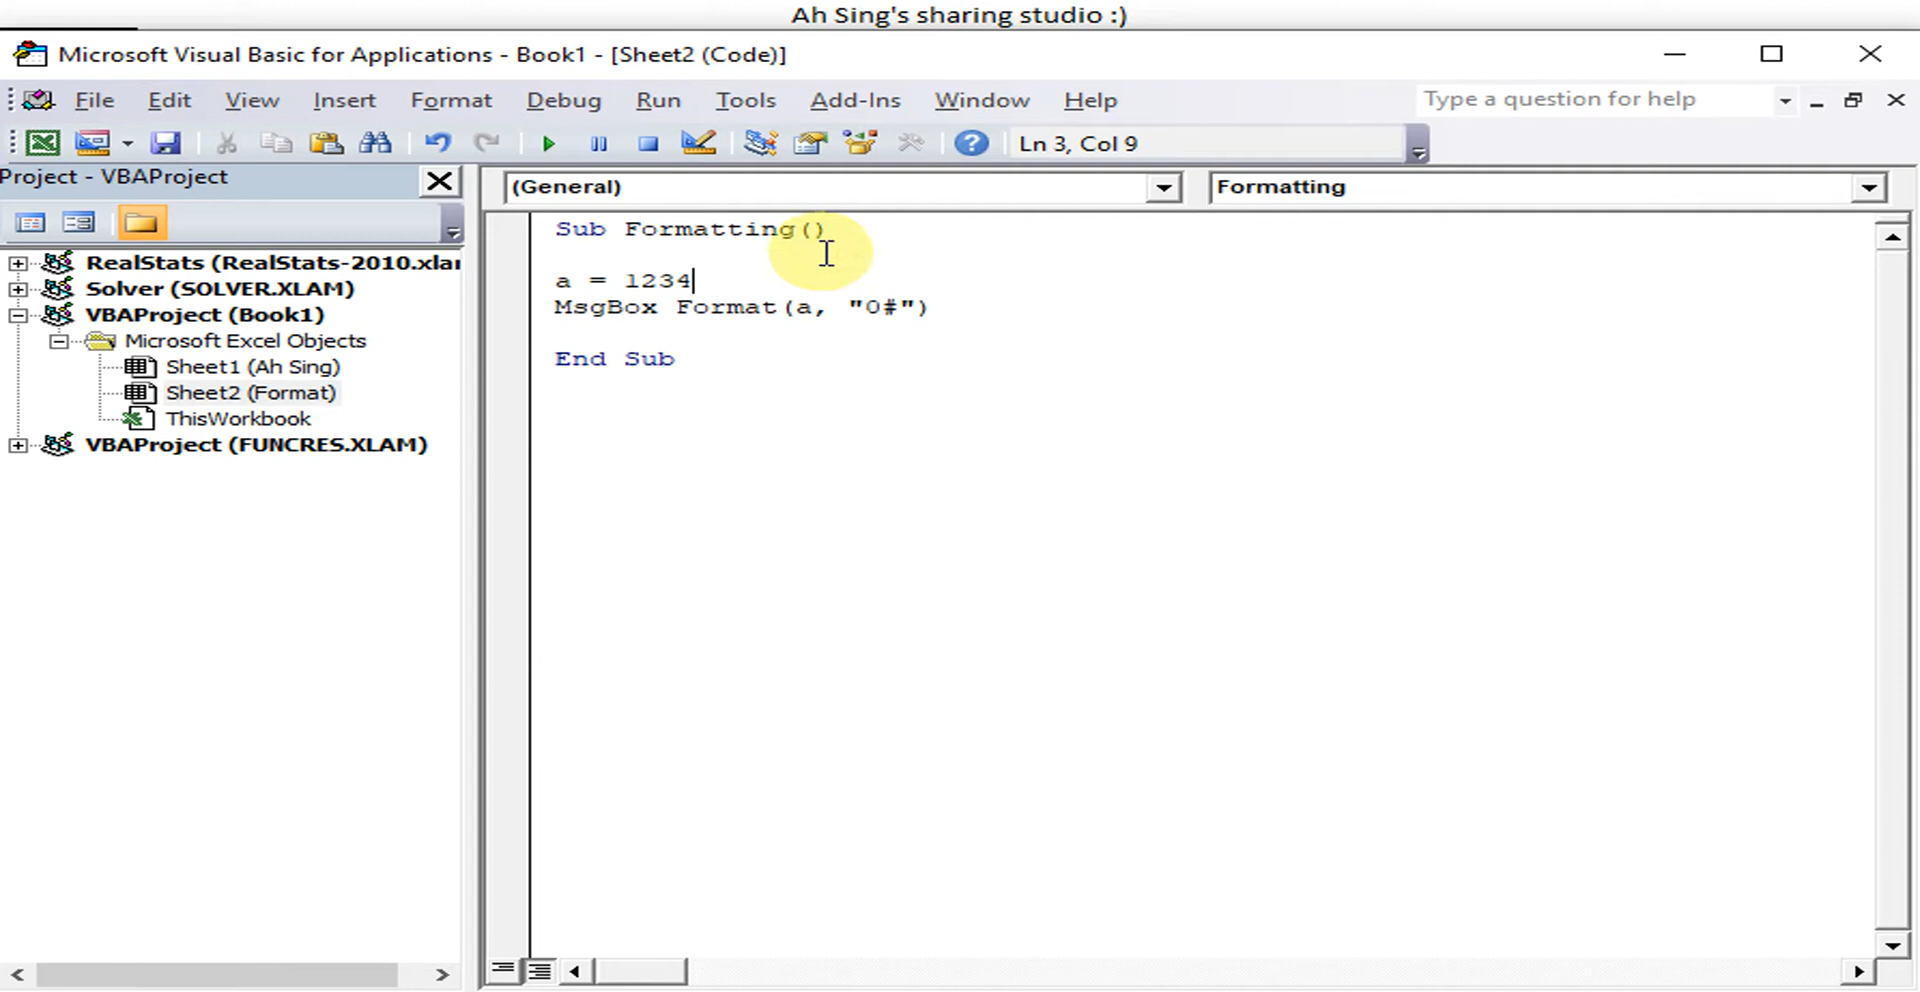 Ah Sing's sharing studio :)
Microsoft Visual Basic for Applications - Book1 - [Sheet2 (Code)]
File Edit View Insert Format Debug Run Tools Add-Ins Window Help Type a question for help
Ln 3, Col 9
Project - VBAProject
(General) Formatting
RealStats (RealStats-2010.xlar
Solver (SOLVER.XLAM)
VBAProject (Book1)
Microsoft Excel Objects
Sheet1 (Ah Sing)
Sheet2 (Format)
ThisWorkbook
VBAProject (FUNCRES.XLAM)
Sub Formatting()
a = 1234
MsgBox Format(a, "0#")
End Sub